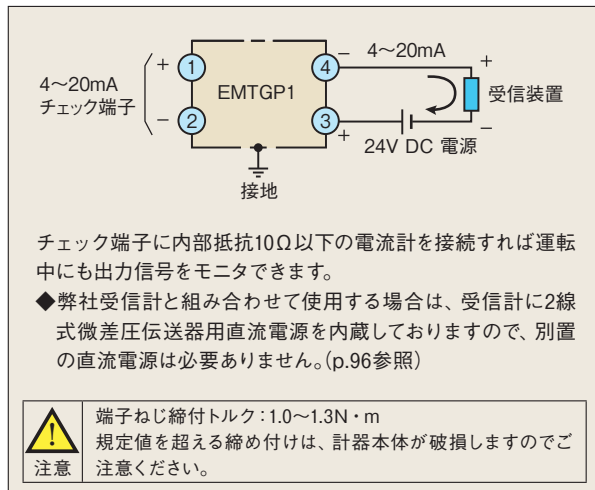 + 1 4 − 4～20mA +
4～20mA
チェック端子
EMTGP1
受信装置
− 2 3 + −
24V DC 電源
接地
チェック端子に内部抵抗10Ω以下の電流計を接続すれば運転
中にも出力信号をモニタできます。
◆弊社受信計と組み合わせて使用する場合は、受信計に2線
式微差圧伝送器用直流電源を内蔵しておりますので、別置
の直流電源は必要ありません。(p.96参照)
端子ねじ締付トルク：1.0～1.3N・m
規定値を超える締め付けは、計器本体が破損しますのでご
注意ください。
注意